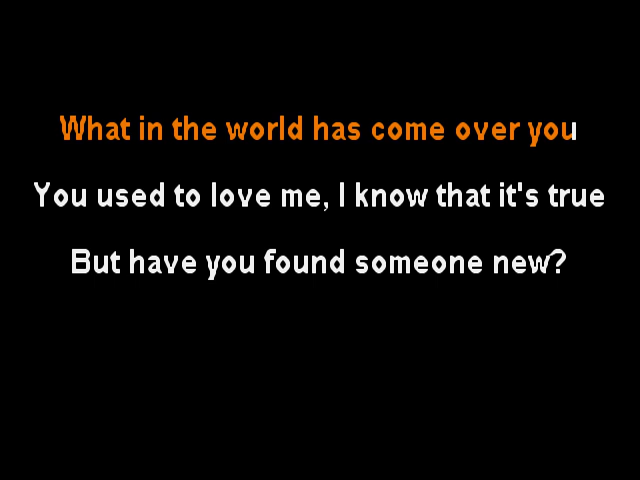 What in the world has come over you
You used to love me, I know that it's true
But have you found someone new?